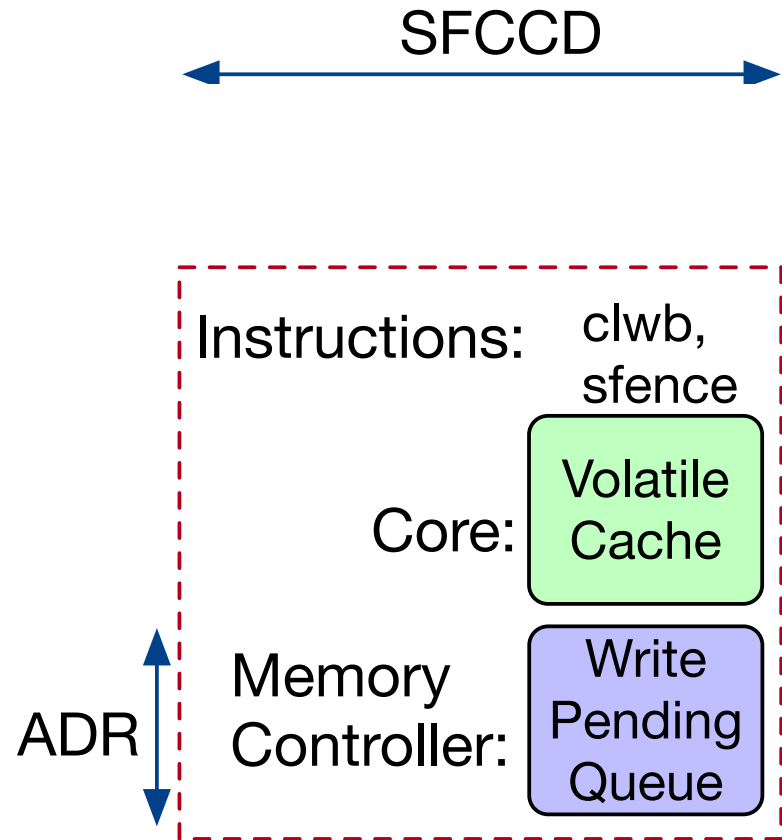 SFCCD
Instructions: clwb,
sfence
Core:
Volatile
Cache
ADR
Memory
Controller:
Write
Pending
Queue